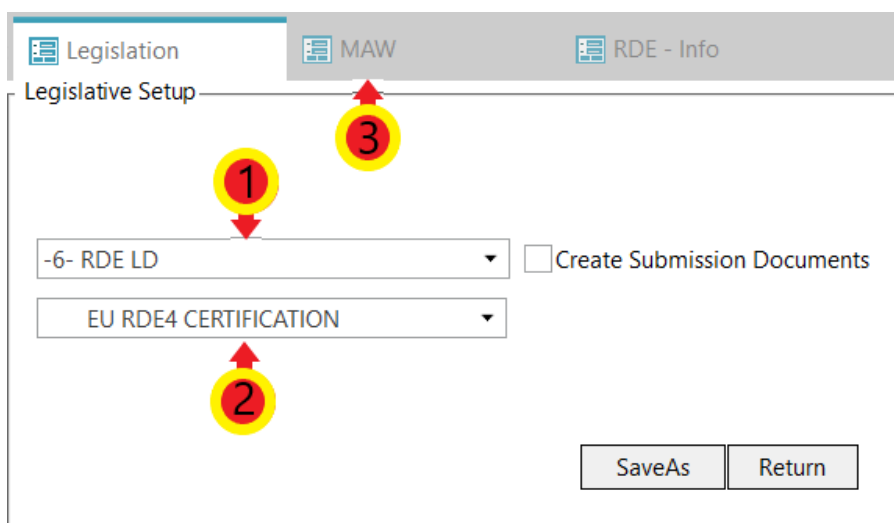 Legislation MAW RDE - Info
Legislative Setup
3
1
-6- RDE LD Create Submission Documents
EU RDE4 CERTIFICATION
2
SaveAs Return